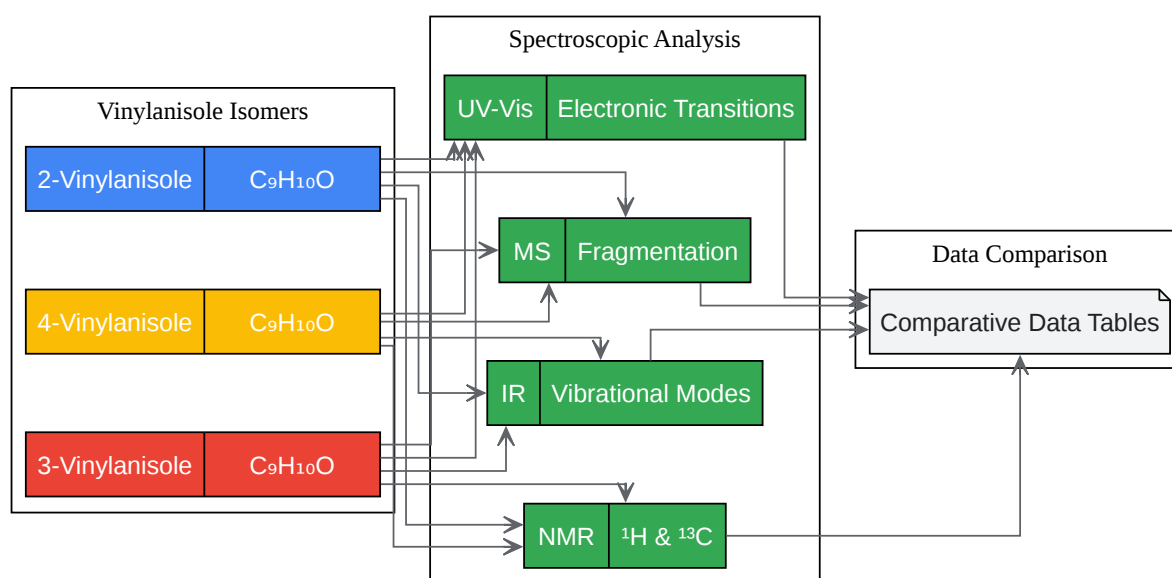 Vinylanisole Isomers
2-Vinylanisole C₉H₁₀O
4-Vinylanisole C₉H₁₀O
3-Vinylanisole C₉H₁₀O
Spectroscopic Analysis
UV-Vis Electronic Transitions
MS Fragmentation
IR Vibrational Modes
NMR ¹H & ¹³C
Data Comparison
Comparative Data Tables